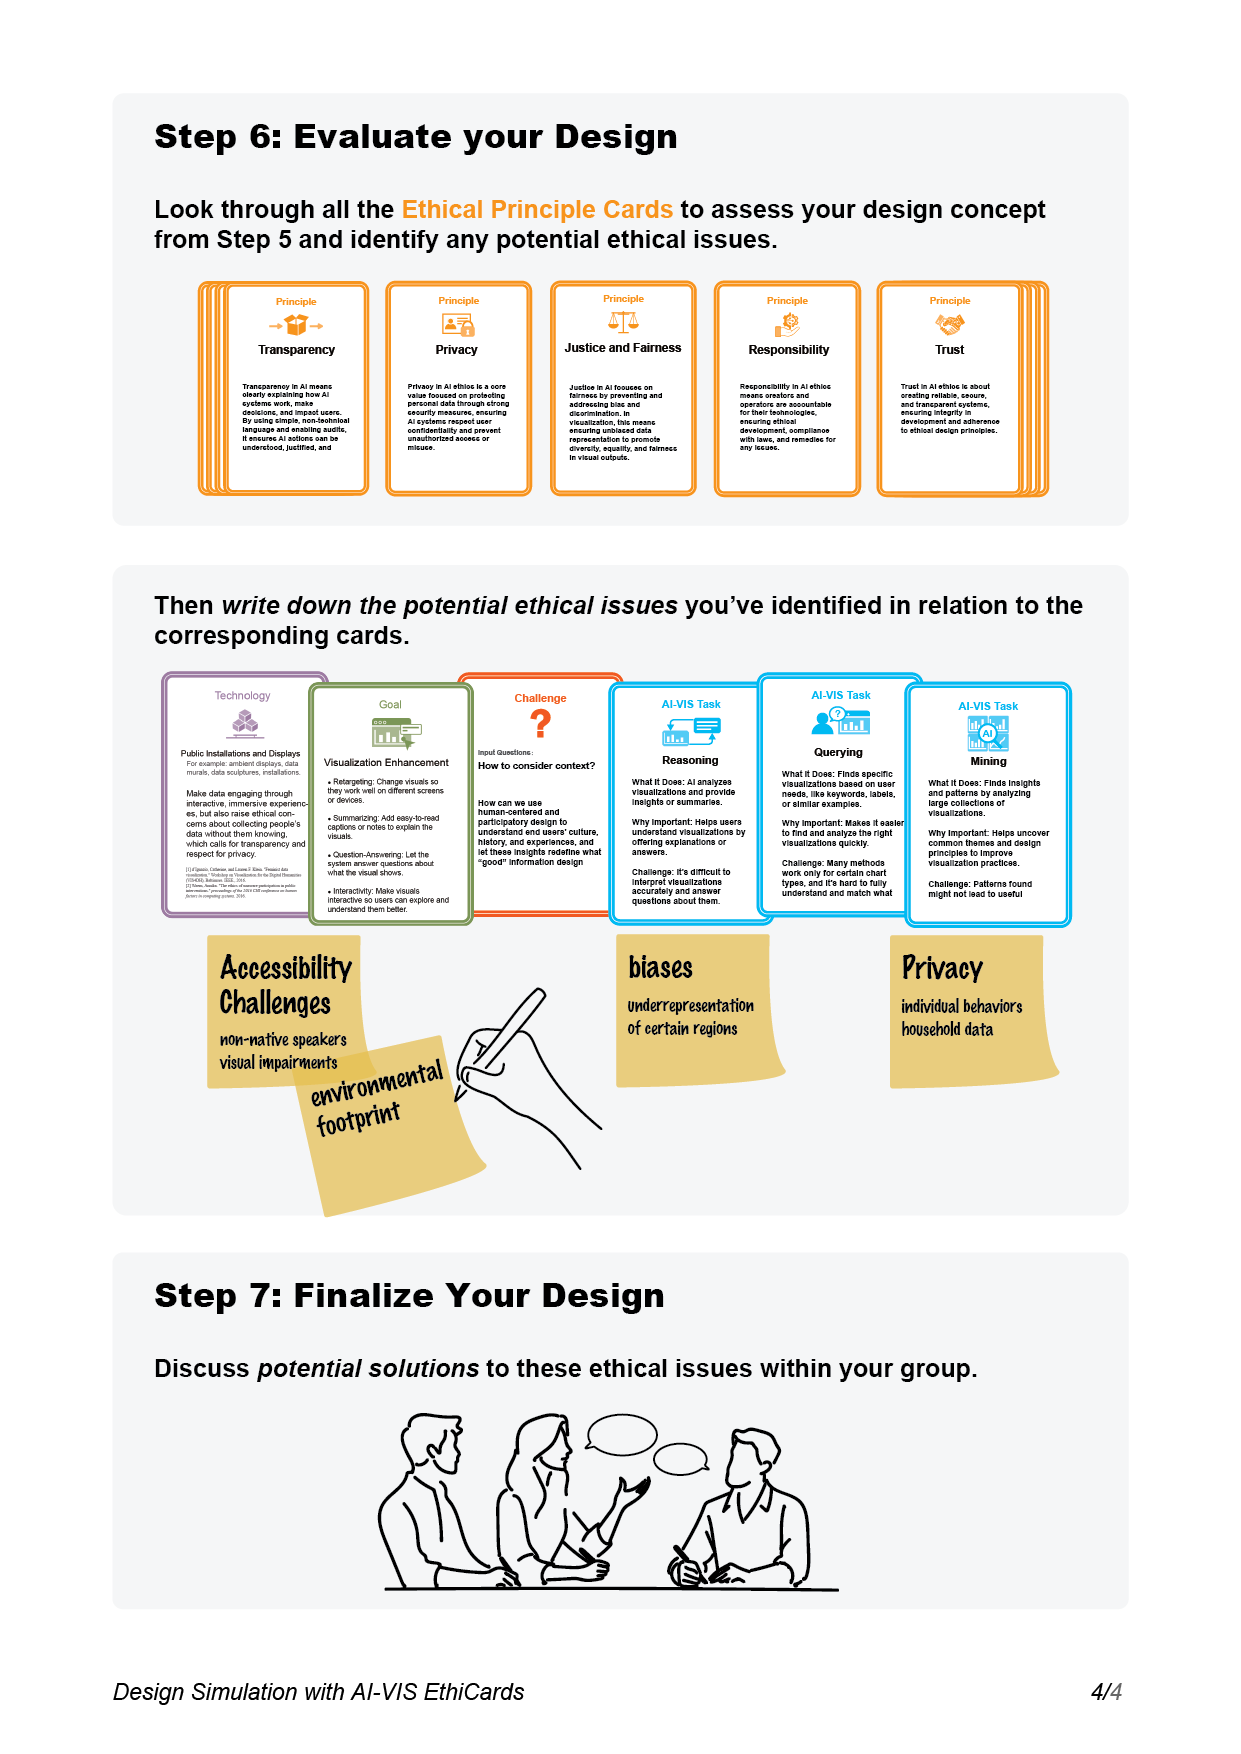 Step 6: Evaluate your Design
Look through all the Ethical Principle Cards to assess your design concept
from Step 5 and identify any potential ethical issues.
Principle
Transparency
Transparency in AI means
clearly explaining how AI
systems work, make
decisions, and impact users.
By using simple, non-technical
language and enabling audits,
it ensures AI actions can be
understood, justified, and
Principle
Privacy
Privacy in AI ethics is a core
value focused on protecting
personal data through strong
security measures, ensuring
AI systems respect user
confidentiality and prevent
unauthorized access or
misuse.
Principle
Justice and Fairness
Justice in AI focuses on
fairness by preventing and
addressing bias and
discrimination. In
visualization, this means
ensuring unbiased data
representation to promote
diversity, equality, and fairness
in visual outputs.
Principle
Responsibility
Responsibility in AI ethics
means creators and
operators are accountable
for their technologies,
ensuring ethical
development, compliance
with laws, and remedies for
any issues.
Principle
Trust
Trust in AI ethics is about
creating reliable, secure,
and transparent systems,
ensuring integrity in
development and adherence
to ethical design principles.
Then write down the potential ethical issues you’ve identified in relation to the
corresponding cards.
Technology
Public Installations and Displays
For example: ambient displays, data
murals, data sculptures, installations.
Make data engaging through
interactive, immersive experienc-
es, but also raise ethical con-
cerns about collecting people's
data without them knowing,
which calls for transparency and
respect for privacy.
[1] d'Ignazio, Catherine, and Lauren F. Klein. "Feminist data
visualization." Workshop on Visualization for the Digital Humanities
(VIS4DH), Baltimore. IEEE., 2016.
Goal
Visualization Enhancement
• Retargeting: Change visuals so
they work well on different screens
or devices.
• Summarizing: Add easy-to-read
captions or notes to explain the
visuals.
• Question-Answering: Let the
system answer questions about
what the visual shows.
• Interactivity: Make visuals
interactive so users can explore and
understand them better.
Challenge
?
Input Questions:
How to consider context?
How can we use
human-centered and
participatory design to
understand end users' culture,
history, and experiences, and
let these insights redefine what
“good” information design
AI-VIS Task
Reasoning
What It Does: AI analyzes
visualizations and provide
insights or summaries.
Why Important: Helps users
understand visualizations by
offering explanations or
answers.
Challenge: It's difficult to
interpret visualizations
accurately and answer
questions about them.
AI-VIS Task
?
Querying
What It Does: Finds specific
visualizations based on user
needs, like keywords, labels,
or similar examples.
Why Important: Makes it easier
to find and analyze the right
visualizations quickly.
Challenge: Many methods
work only for certain chart
types, and it's hard to fully
understand and match what
AI-VIS Task
AI
Mining
What It Does: Finds insights
and patterns by analyzing
large collections of
visualizations.
Why Important: Helps uncover
common themes and design
principles to improve
visualization practices.
Challenge: Patterns found
might not lead to useful
Accessibility
Challenges
non-native speakers
visual impairments
environmental
footprint
biases
underrepresentation
of certain regions
Privacy
individual behaviors
household data
Step 7: Finalize Your Design
Discuss potential solutions to these ethical issues within your group.
Design Simulation with AI-VIS EthiCards
4/4